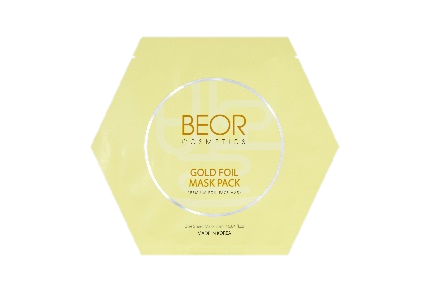 BEOR
COSMETICS
GOLD FOIL
MASK PACK
MADE IN KOREA